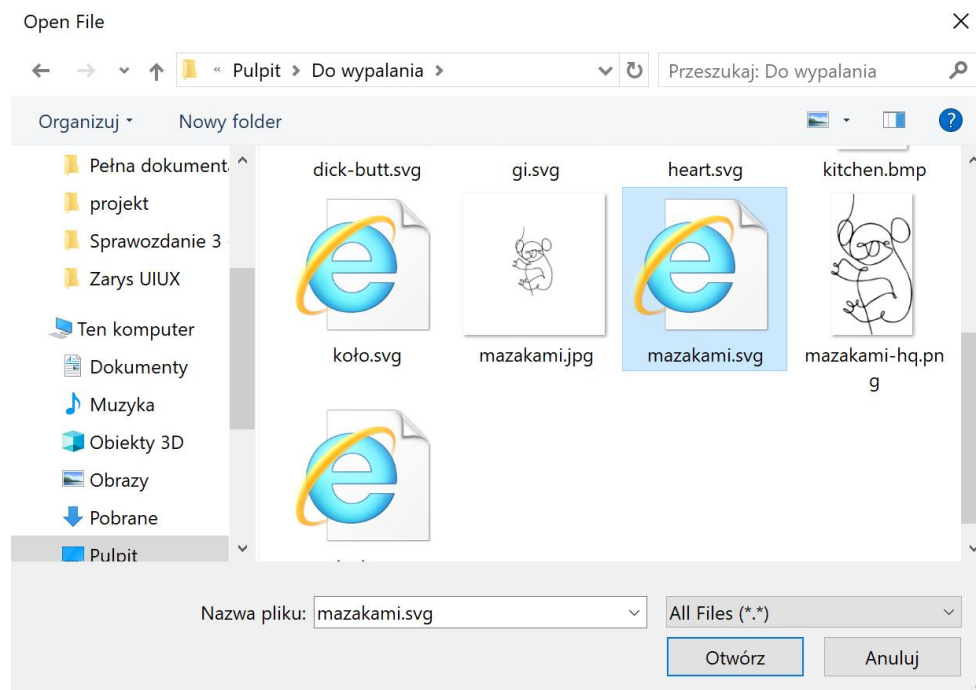 Open File
« Pulpit > Do wypalania >
Przeszukaj: Do wypalania
Organizuj
Nowy folder
?
Pełna dokument
projekt
Sprawozdanie 3
Zarys UIUX
Ten komputer
Dokumenty
Muzyka
Obiekty 3D
Obrazy
Pobrane
Pulpit
dick-butt.svg
gi.svg
heart.svg
kitchen.bmp
koło.svg
mazakami.jpg
mazakami.svg
mazakami-hq.pn
g
Nazwa pliku: mazakami.svg
All Files (*.*)
Otwórz
Anuluj